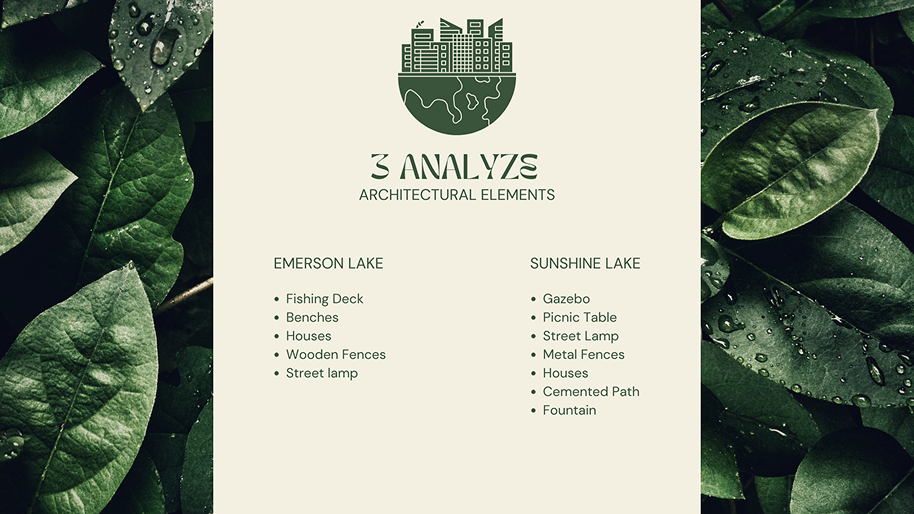 3 ANALYZE
ARCHITECTURAL ELEMENTS
EMERSON LAKE
• Fishing Deck
• Benches
• Houses
• Wooden Fences
• Street lamp
SUNSHINE LAKE
• Gazebo
• Picnic Table
• Street Lamp
• Metal Fences
• Houses
• Cemented Path
• Fountain